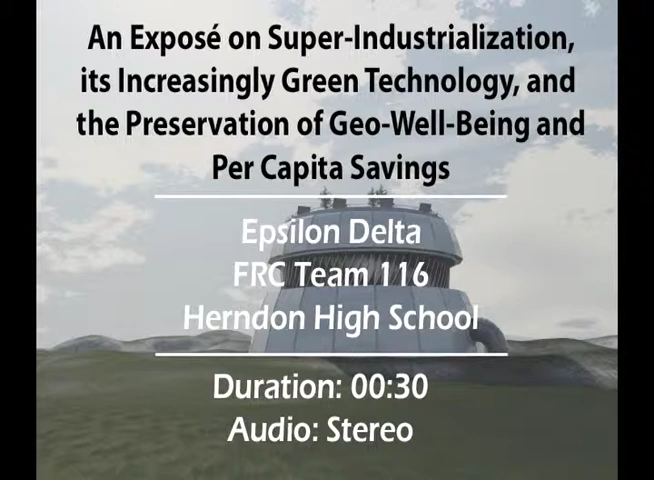 An Exposé on Super-Industrialization,
its Increasingly Green Technology, and
the Preservation of Geo-Well-Being and
Per Capita Savings
Epsilon Delta
FRC Team 116
Herndon High School
Duration: 00:30
Audio: Stereo